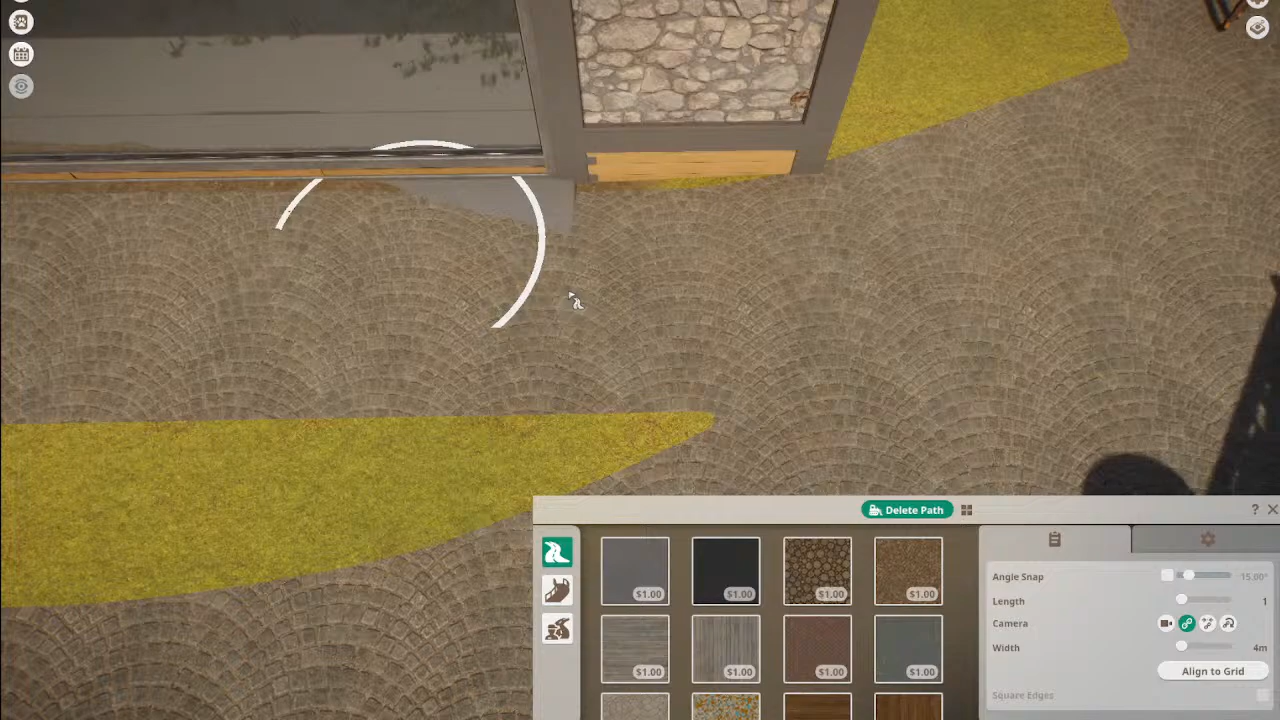 Delete Path
?
$1.00 $1.00 $1.00 $1.00
$1.00 $1.00 $1.00 $1.00
Angle Snap 15.00°
Length 1
Camera
Width 4m
Align to Grid
Square Edges